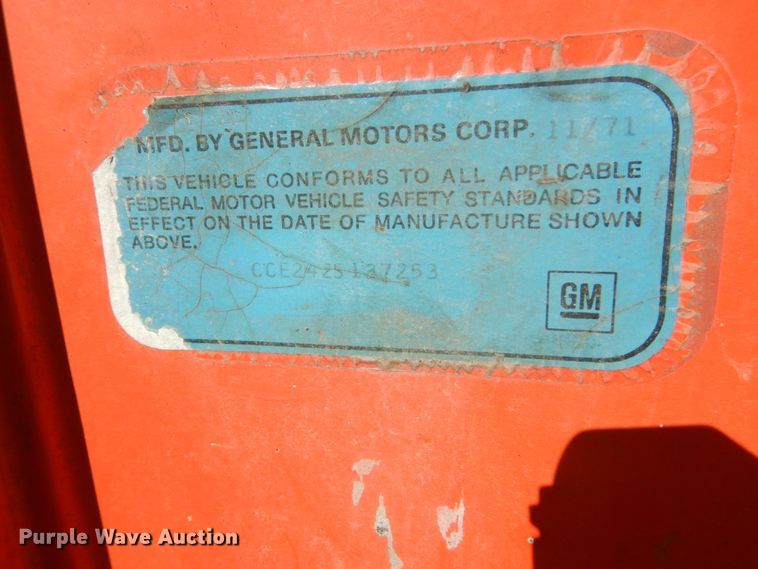 MFD. BY GENERAL MOTORS CORP. 11/71
THIS VEHICLE CONFORMS TO ALL APPLICABLE
FEDERAL MOTOR VEHICLE SAFETY STANDARDS IN
EFFECT ON THE DATE OF MANUFACTURE SHOWN
ABOVE.
CCE242S137253
GM
Purple Wave Auction